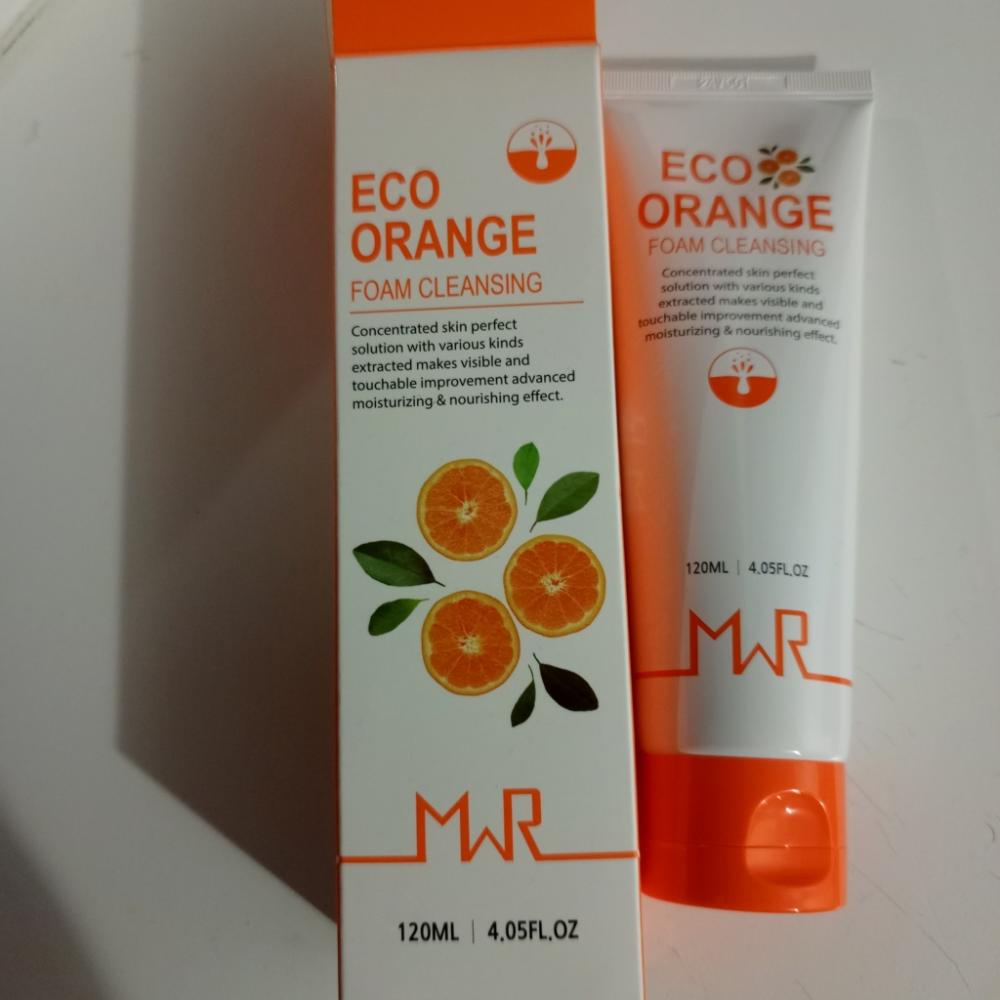 ECO
ORANGE
FOAM CLEANSING
Concentrated skin perfect
solution with various kinds
extracted makes visible and
touchable improvement advanced
moisturizing & nourishing effect.
MWR
120ML | 4.05FL.OZ
ECO
ORANGE
FOAM CLEANSING
Concentrated skin perfect
solution with various kinds
extracted makes visible and
touchable improvement advanced
moisturizing & nourishing effect.
120ML | 4.05FL.OZ
MWR